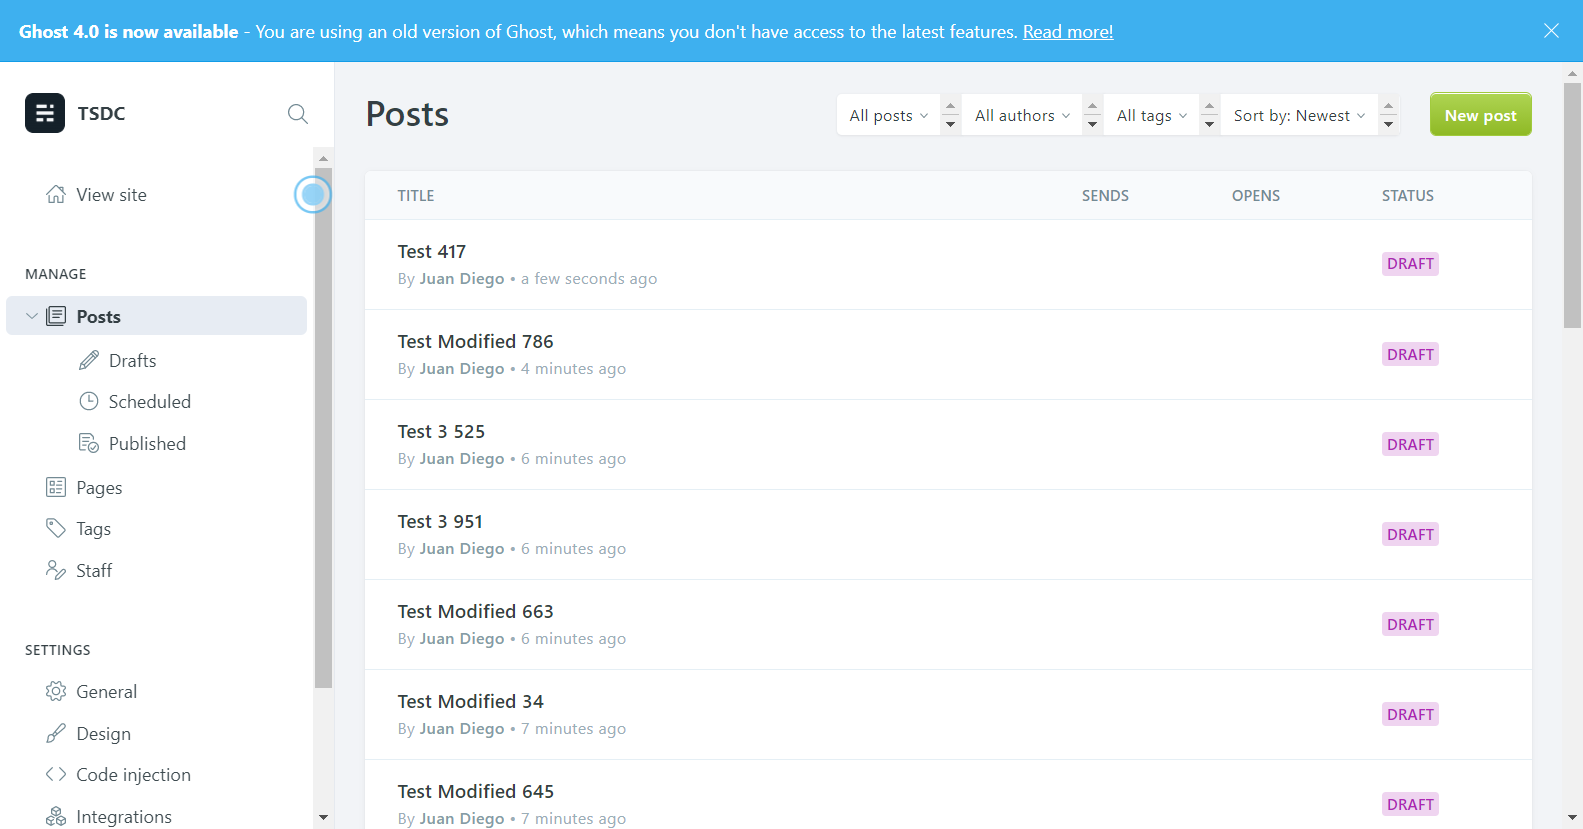 Ghost 4.0 is now available - You are using an old version of Ghost, which means you don't have access to the latest features. Read more!
TSDC
View site
MANAGE
Posts
Drafts
Scheduled
Published
Pages
Tags
Staff
SETTINGS
General
Design
Code injection
Integrations
Posts
All posts
All authors
All tags
Sort by: Newest
New post
TITLE SENDS OPENS STATUS
Test 417
By Juan Diego • a few seconds ago
DRAFT
Test Modified 786
By Juan Diego • 4 minutes ago
DRAFT
Test 3 525
By Juan Diego • 6 minutes ago
DRAFT
Test 3 951
By Juan Diego • 6 minutes ago
DRAFT
Test Modified 663
By Juan Diego • 6 minutes ago
DRAFT
Test Modified 34
By Juan Diego • 7 minutes ago
DRAFT
Test Modified 645
By Juan Diego • 7 minutes ago
DRAFT